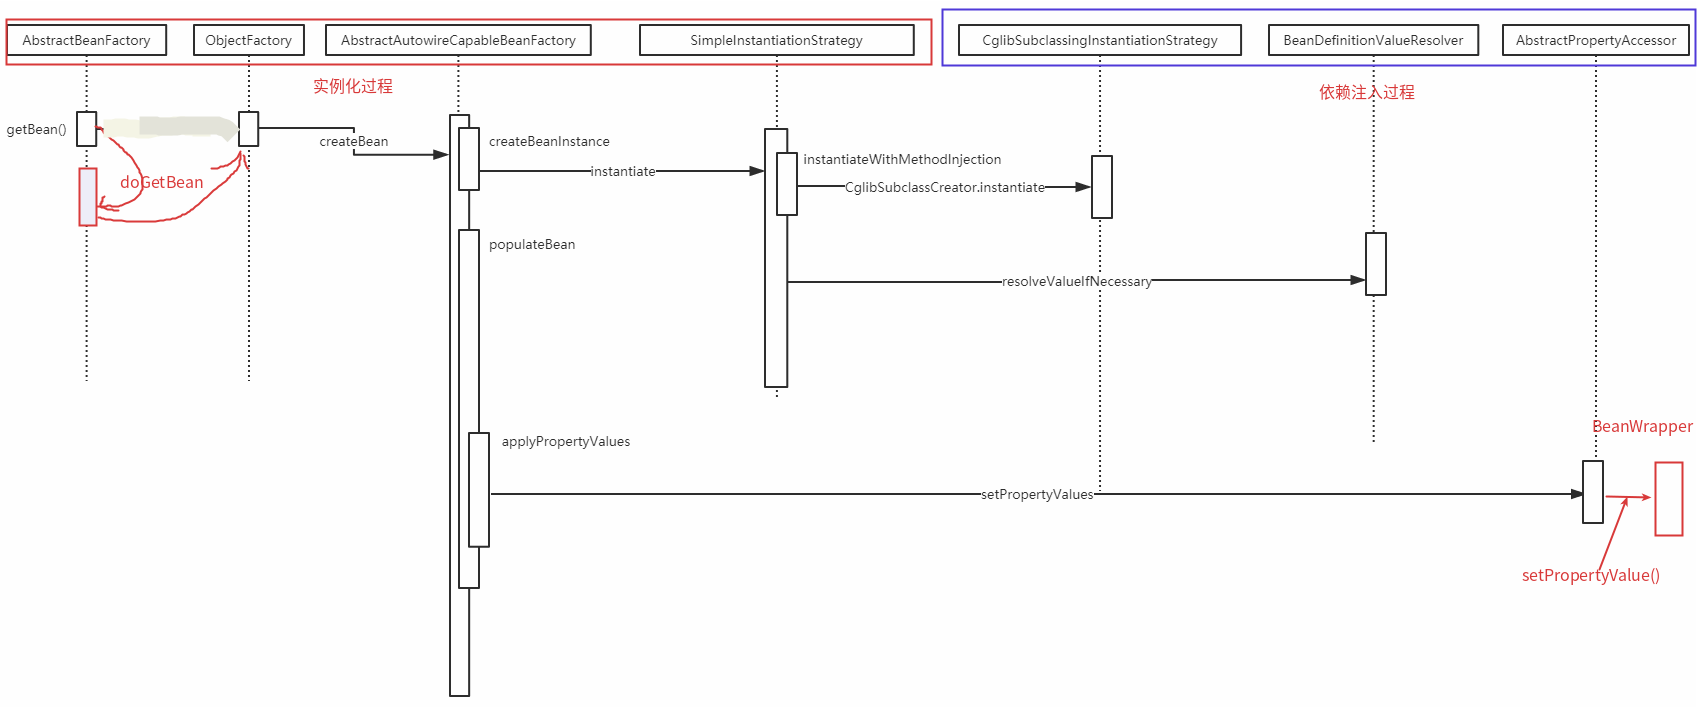 AbstractBeanFactory
ObjectFactory
AbstractAutowireCapableBeanFactory
SimpleInstantiationStrategy
CglibSubclassingInstantiationStrategy
BeanDefinitionValueResolver
AbstractPropertyAccessor
实例化过程
依赖注入过程
getBean()
createBean
createBeanInstance
instantiate
instantiateWithMethodInjection
CglibSubclassCreator.instantiate
doGetBean
populateBean
resolveValueIfNecessary
BeanWrapper
applyPropertyValues
setPropertyValues
setPropertyValue()